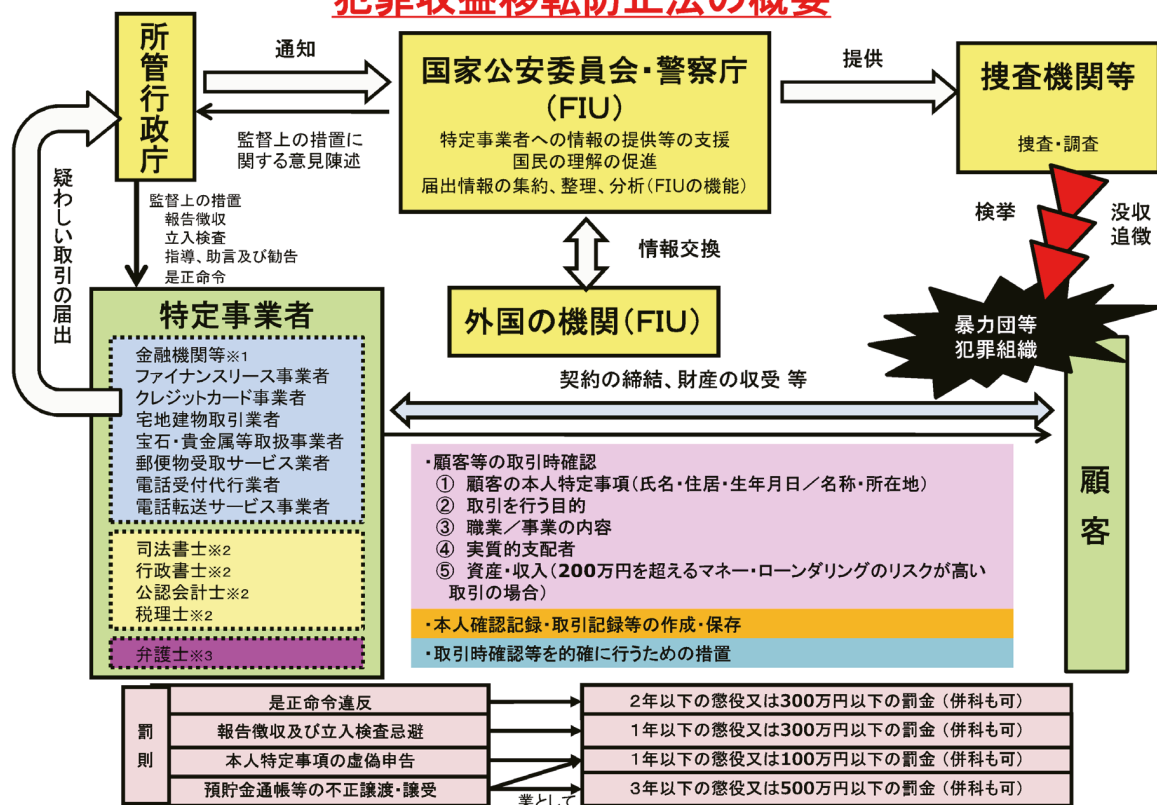 犯罪収益移転防止法の概要
所管行政庁
通知
監督上の措置に
関する意見陳述
国家公安委員会・警察庁
(FIU)
特定事業者への情報の提供等の支援
国民の理解の促進
届出情報の集約、整理、分析(FIUの機能)
提供
捜査機関等
捜査・調査
疑わしい取引の届出
監督上の措置
報告徴収
立入検査
指導、助言及び勧告
是正命令
情報交換
外国の機関(FIU)
検挙
没収
追徴
暴力団等
犯罪組織
特定事業者
金融機関等※1
ファイナンスリース事業者
クレジットカード事業者
宅地建物取引業者
宝石・貴金属等取扱事業者
郵便物受取サービス業者
電話受付代行業者
電話転送サービス事業者
司法書士※2
行政書士※2
公認会計士※2
税理士※2
弁護士※3
契約の締結、財産の収受 等
・顧客等の取引時確認
① 顧客の本人特定事項(氏名・住居・生年月日/名称・所在地)
② 取引を行う目的
③ 職業/事業の内容
④ 実質的支配者
⑤ 資産・収入(200万円を超えるマネー・ローンダリングのリスクが高い
取引の場合)
・本人確認記録・取引記録等の作成・保存
・取引時確認等を的確に行うための措置
顧客
罰則
是正命令違反
2年以下の懲役又は300万円以下の罰金(併科も可)
報告徴収及び立入検査忌避
1年以下の懲役又は300万円以下の罰金(併科も可)
本人特定事項の虚偽申告
1年以下の懲役又は100万円以下の罰金(併科も可)
預貯金通帳等の不正譲渡・譲受
業として
3年以下の懲役又は500万円以下の罰金(併科も可)